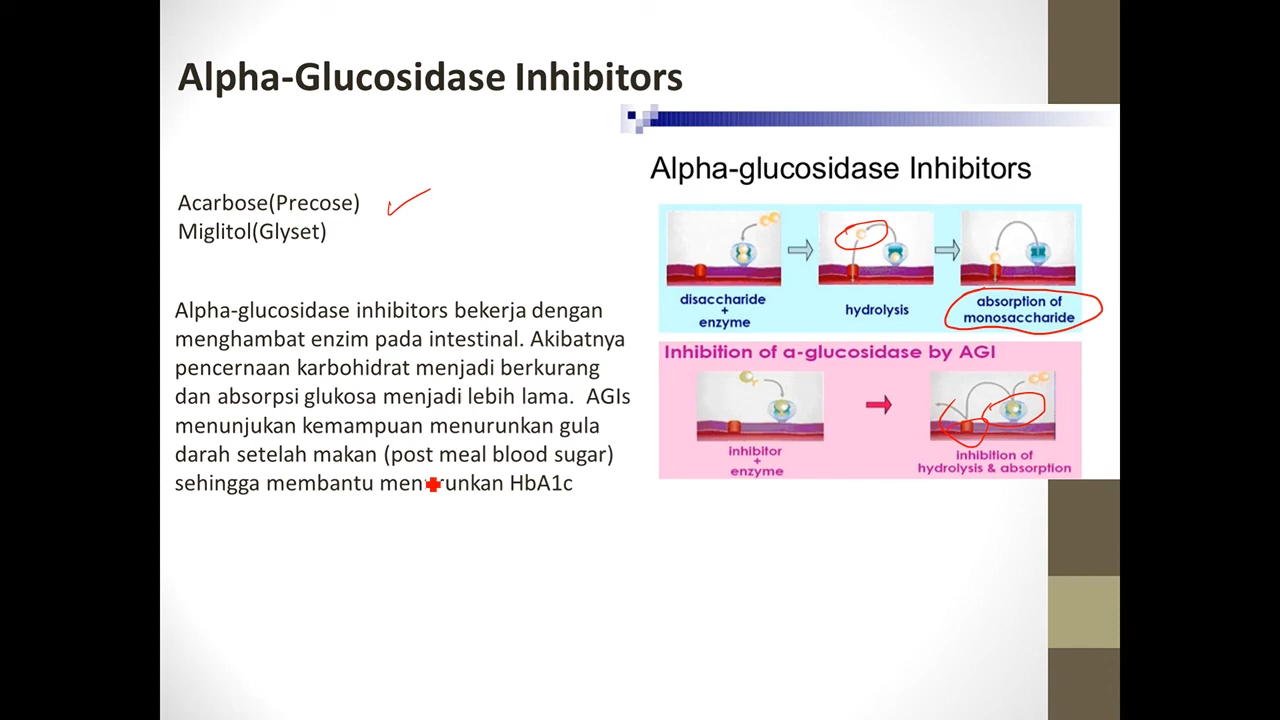 Alpha-Glucosidase Inhibitors
Acarbose(Precose)
Miglitol(Glyset)
Alpha-glucosidase inhibitors bekerja dengan
menghambat enzim pada intestinal. Akibatnya
pencernaan karbohidrat menjadi berkurang
dan absorpsi glukosa menjadi lebih lama.  AGIs
menunjukan kemampuan menurunkan gula
darah setelah makan (post meal blood sugar)
sehingga membantu menurunkan HbA1c
Alpha-glucosidase Inhibitors
disaccharide
+
enzyme
hydrolysis
absorption of
monosaccharide
Inhibition of α-glucosidase by AGI
inhibitor
+
enzyme
inhibition of
hydrolysis & absorption